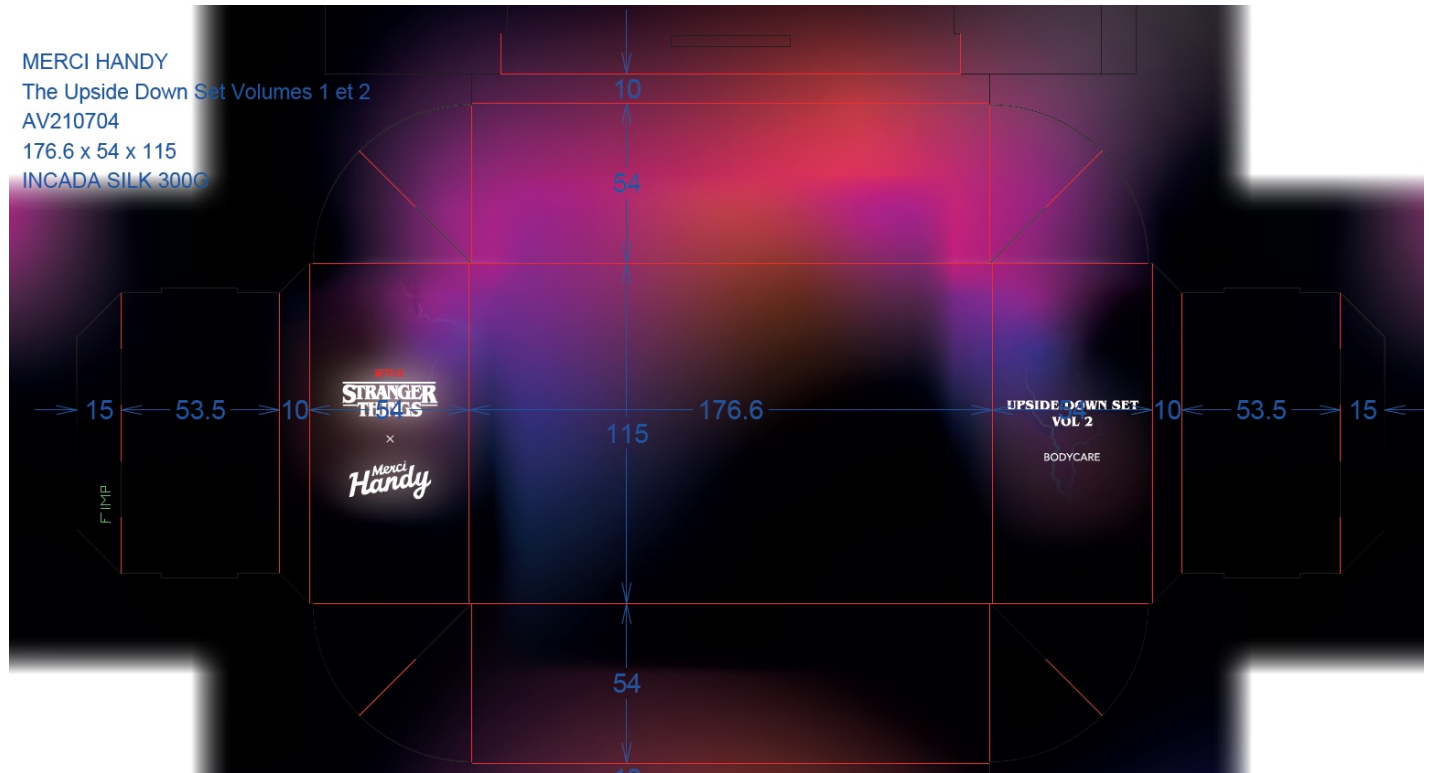 MERCI HANDY
The Upside Down Set Volumes 1 et 2
AV210704
176.6 x 54 x 115
INCADA SILK 300G
10
54
NETFLIX
STRANGER
THINGS
×
Merci
Handy
15
53.5
10
54
176.6
115
UPSIDE DOWN SET
VOL 2
BODYCARE
54
10
53.5
15
F IMP
54